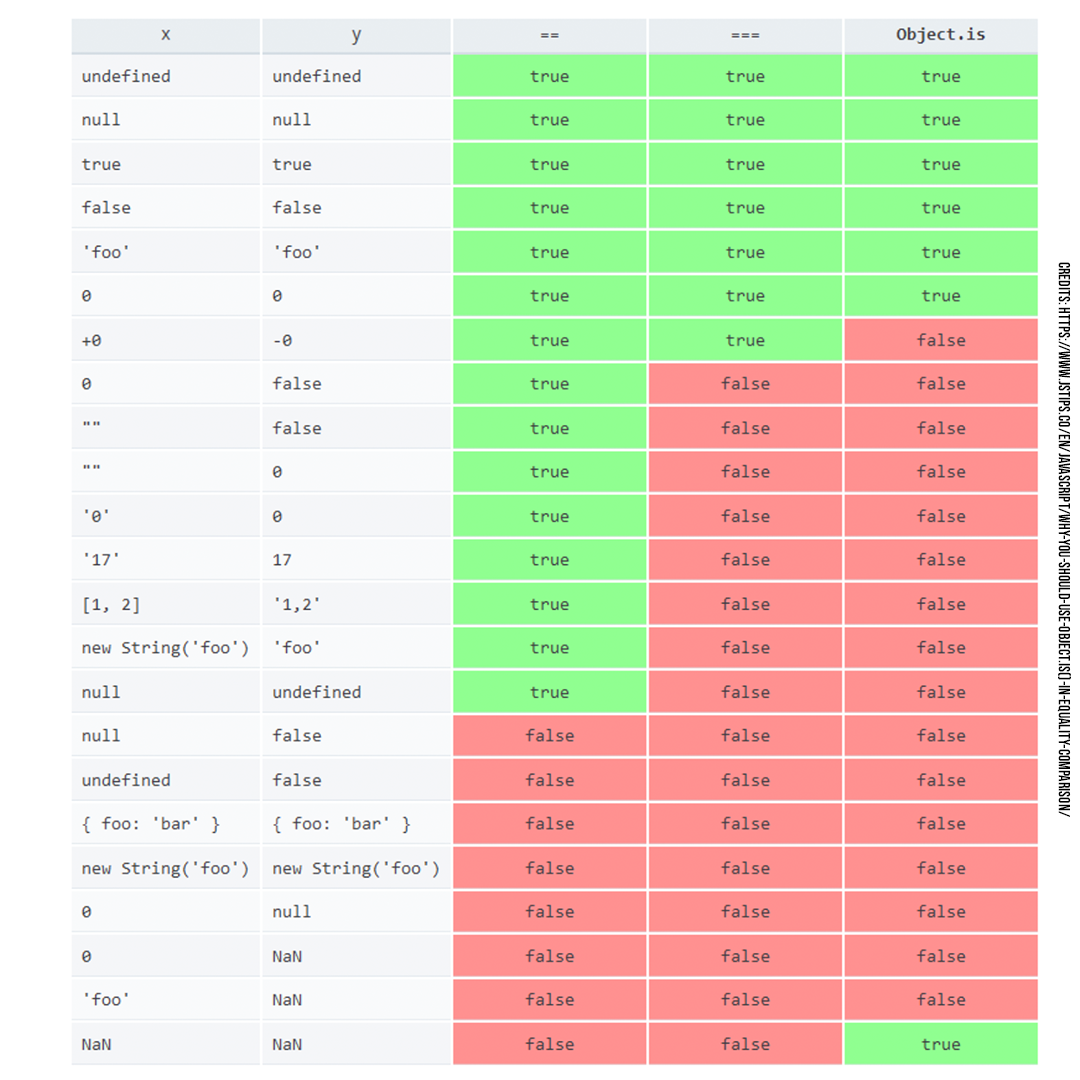 x y == === Object.is
undefined undefined true true true
null null true true true
true true true true true
false false true true true
'foo' 'foo' true true true
0 0 true true true
+0 -0 true true false
0 false true false false
"" false true false false
"" 0 true false false
'0' 0 true false false
'17' 17 true false false
[1, 2] '1,2' true false false
new String('foo') 'foo' true false false
null undefined true false false
null false false false false
undefined false false false false
{ foo: 'bar' } { foo: 'bar' } false false false
new String('foo') new String('foo') false false false
0 null false false false
0 NaN false false false
'foo' NaN false false false
NaN NaN false false true
CREDITS: HTTPS://WWW.JSTIPS.CO/EN/JAVASCRIPT/WHY-YOU-SHOULD-USE-OBJECT.IS()-IN-EQUALITY-COMPARISON/